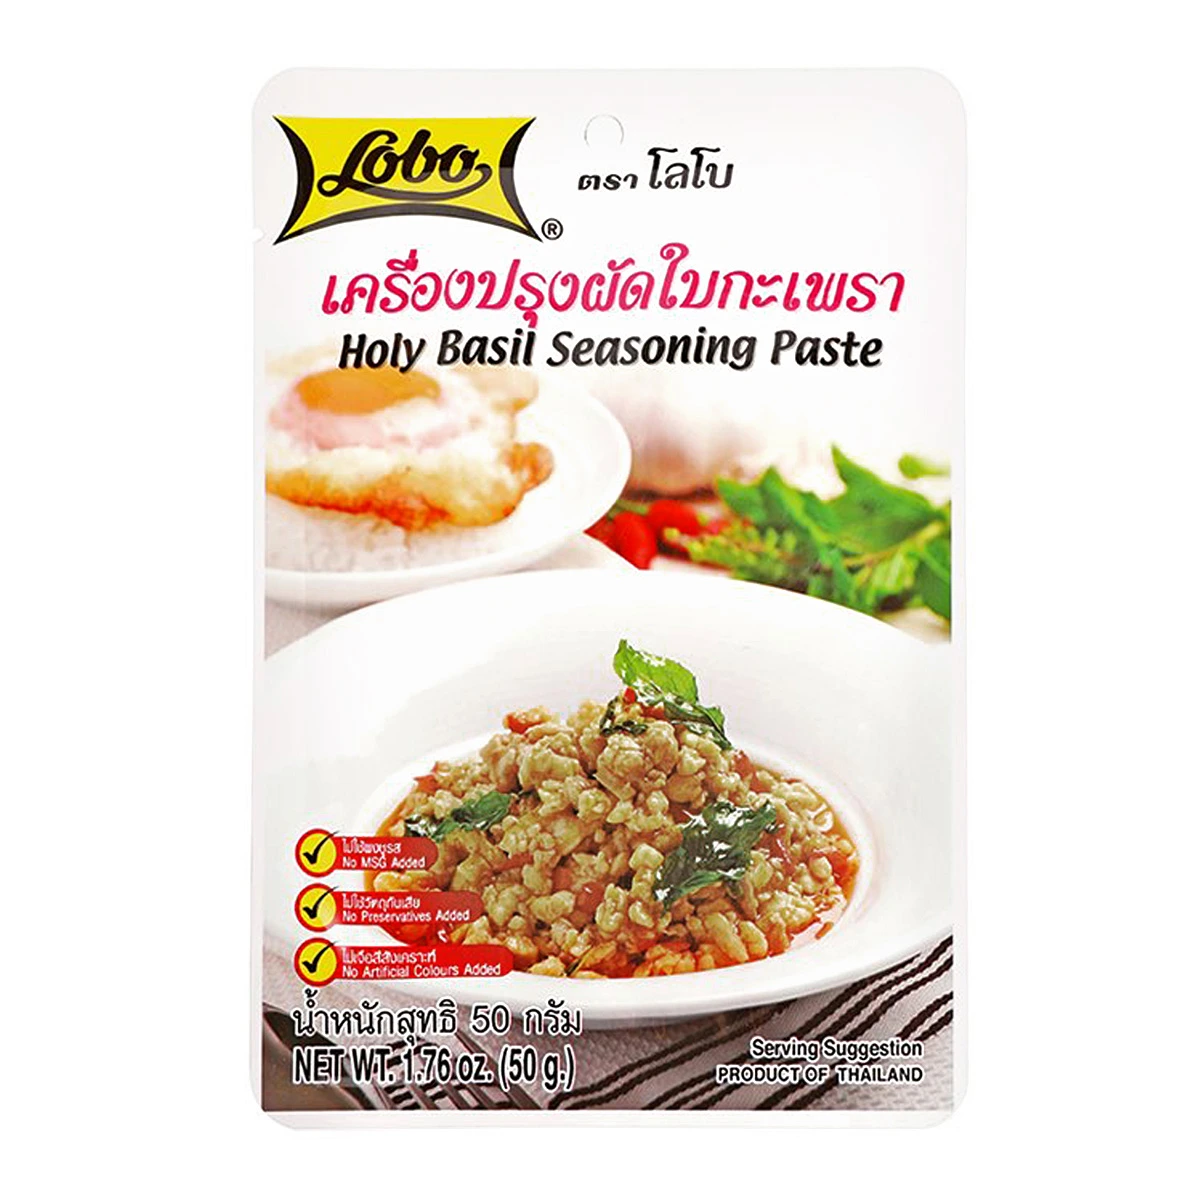 Lobo
®
ตรา โลโบ
เครื่องปรุงผัดใบกะเพรา
Holy Basil Seasoning Paste
ไม่ใช้ผงชูรส
No MSG Added
ไม่ใช้วัตถุกันเสีย
No Preservatives Added
ไม่เจือสีสังเคราะห์
No Artificial Colours Added
น้ำหนักสุทธิ 50 กรัม
NET WT. 1.76 oz. (50 g.)
Serving Suggestion
PRODUCT OF THAILAND